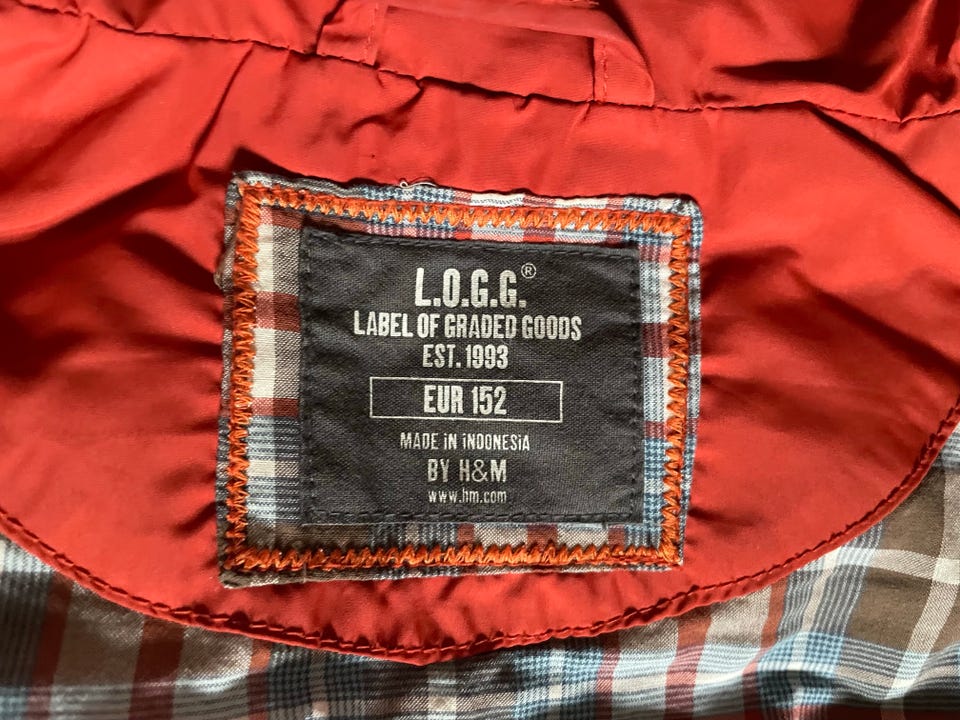 L.O.G.G.®
LABEL OF GRADED GOODS
EST. 1993
EUR 152
MADE IN INDONESIA
BY H&M
www.hm.com